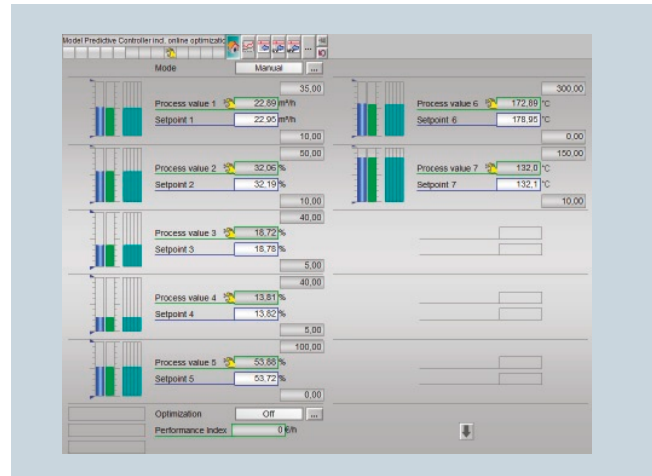 Model Predictive Controller incl. online optimizatic
Mode Manual ...
35,00
Process value 1 22,89 m³/h
Setpoint 1 22,95 m³/h
10,00
50,00
Process value 2 32,06 %
Setpoint 2 32,19 %
10,00
40,00
Process value 3 18,72 %
Setpoint 3 18,78 %
5,00
40,00
Process value 4 13,81 %
Setpoint 4 13,82 %
5,00
100,00
Process value 5 53,88 %
Setpoint 5 53,72 %
0,00
Optimization Off ...
Performance Index 0 €/h
300,00
Process value 6 172,89 °C
Setpoint 6 178,95 °C
0,00
150,00
Process value 7 132,0 °C
Setpoint 7 132,1 °C
10,00